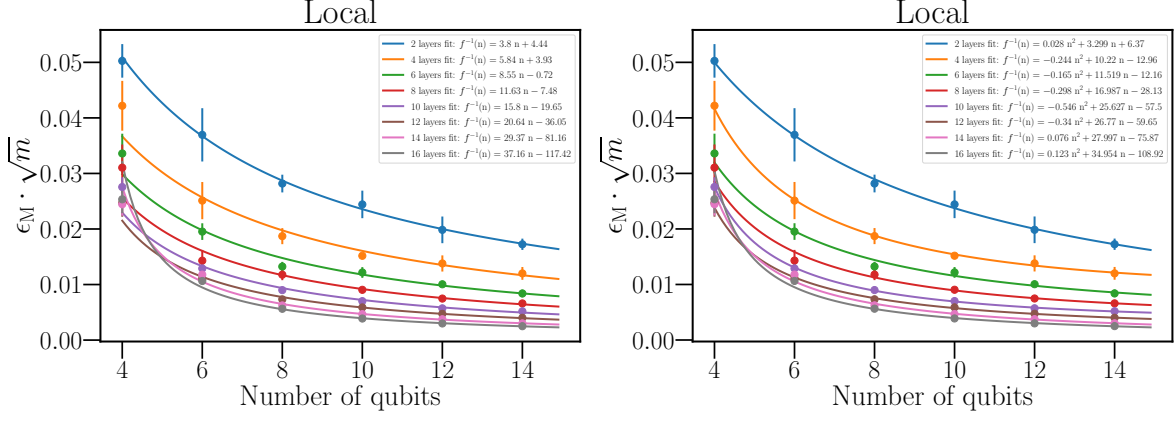 Local
ϵ_M · √m
0.05
0.04
0.03
0.02
0.01
0.00
2 layers fit: f⁻¹(n) = 3.8 n + 4.44
4 layers fit: f⁻¹(n) = 5.84 n + 3.93
6 layers fit: f⁻¹(n) = 8.55 n − 0.72
8 layers fit: f⁻¹(n) = 11.63 n − 7.48
10 layers fit: f⁻¹(n) = 15.8 n − 19.65
12 layers fit: f⁻¹(n) = 20.64 n − 36.05
14 layers fit: f⁻¹(n) = 29.37 n − 81.16
16 layers fit: f⁻¹(n) = 37.16 n − 117.42
4 6 8 10 12 14
Number of qubits
Local
ϵ_M · √m
0.05
0.04
0.03
0.02
0.01
0.00
2 layers fit: f⁻¹(n) = 0.028 n² + 3.299 n + 6.37
4 layers fit: f⁻¹(n) = −0.244 n² + 10.22 n − 12.96
6 layers fit: f⁻¹(n) = −0.165 n² + 11.519 n − 12.16
8 layers fit: f⁻¹(n) = −0.298 n² + 16.987 n − 28.13
10 layers fit: f⁻¹(n) = −0.546 n² + 25.627 n − 57.5
12 layers fit: f⁻¹(n) = −0.34 n² + 26.77 n − 59.65
14 layers fit: f⁻¹(n) = 0.076 n² + 27.997 n − 75.87
16 layers fit: f⁻¹(n) = 0.123 n² + 34.954 n − 108.92
4 6 8 10 12 14
Number of qubits